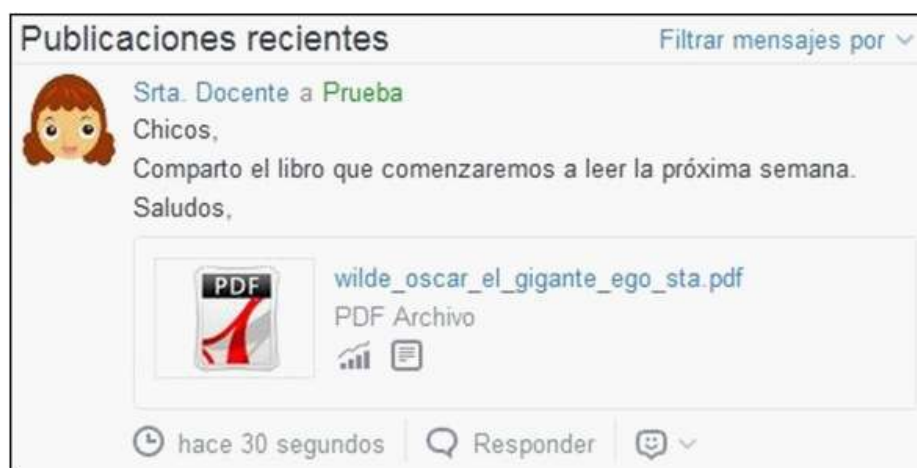 Publicaciones recientes
Filtrar mensajes por
Srta. Docente a Prueba
Chicos,
Comparto el libro que comenzaremos a leer la próxima semana.
Saludos,
PDF
wilde_oscar_el_gigante_ego_sta.pdf
PDF Archivo
hace 30 segundos
Responder